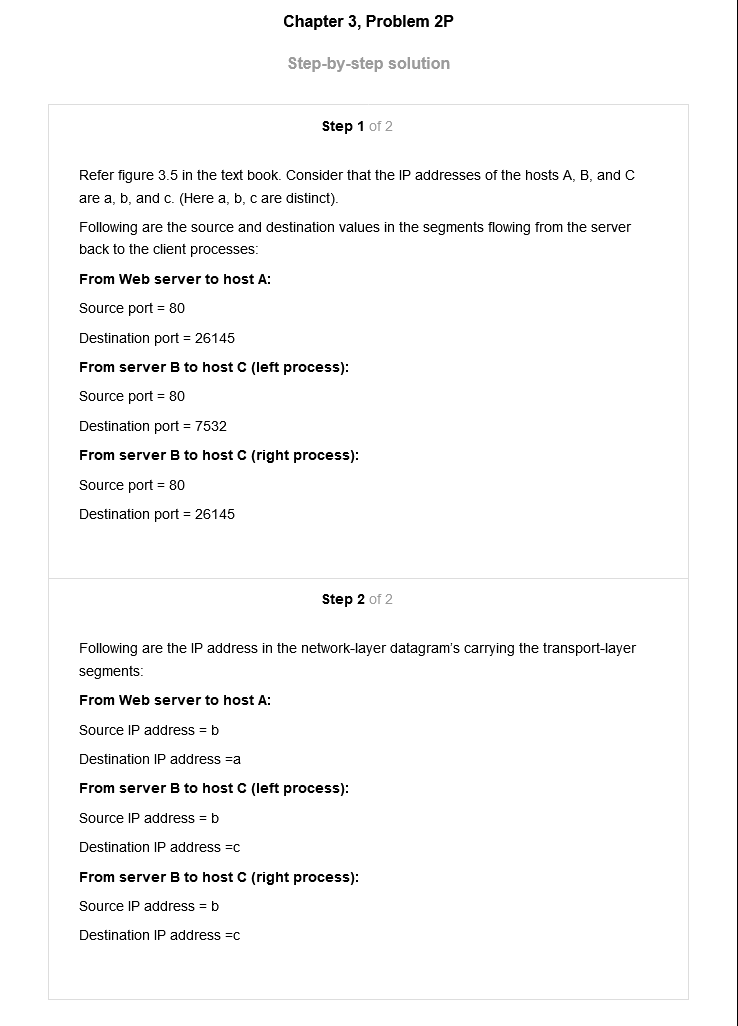 Chapter 3, Problem 2P
Step-by-step solution
Step 1 of 2
Refer figure 3.5 in the text book. Consider that the IP addresses of the hosts A, B, and C
are a, b, and c. (Here a, b, c are distinct).
Following are the source and destination values in the segments flowing from the server
back to the client processes:
From Web server to host A:
Source port = 80
Destination port = 26145
From server B to host C (left process):
Source port = 80
Destination port = 7532
From server B to host C (right process):
Source port = 80
Destination port = 26145
Step 2 of 2
Following are the IP address in the network-layer datagram's carrying the transport-layer
segments:
From Web server to host A:
Source IP address = b
Destination IP address =a
From server B to host C (left process):
Source IP address = b
Destination IP address =c
From server B to host C (right process):
Source IP address = b
Destination IP address =c